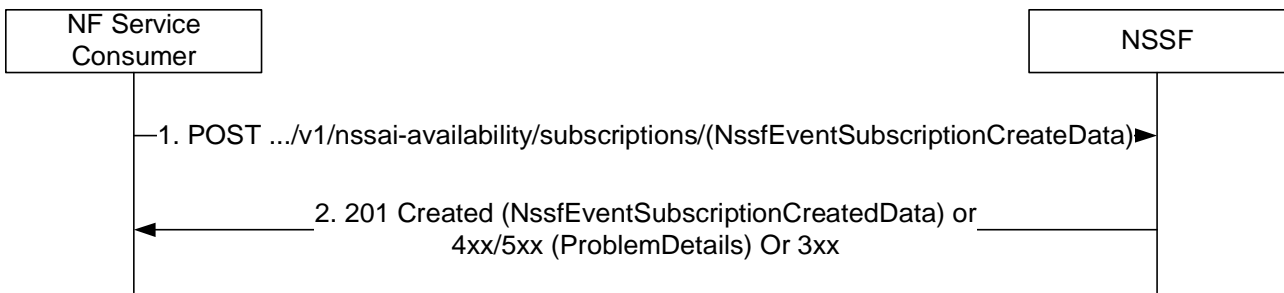 NF Service
Consumer
NSSF
1. POST .../v1/nssai-availability/subscriptions/(NssfEventSubscriptionCreateData)
2. 201 Created (NssfEventSubscriptionCreatedData) or
4xx/5xx (ProblemDetails) Or 3xx